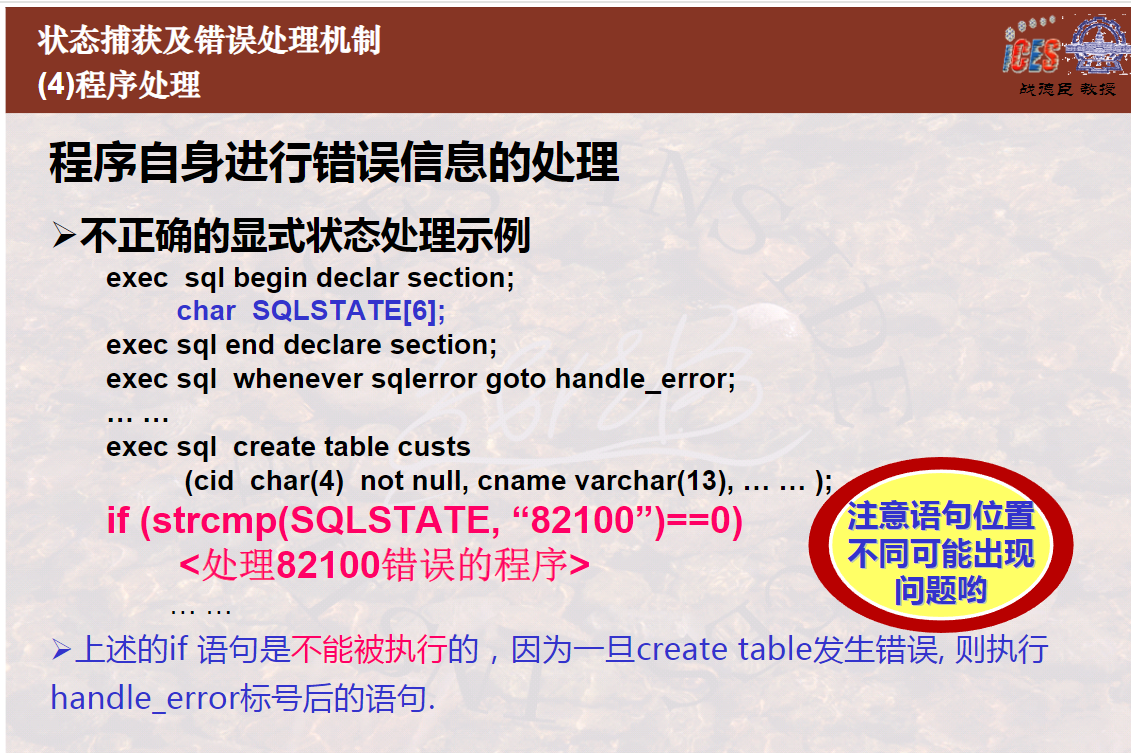 状态捕获及错误处理机制
(4)程序处理
iCES
战德臣 教授
程序自身进行错误信息的处理
➢不正确的显式状态处理示例
exec sql begin declar section;
char SQLSTATE[6];
exec sql end declare section;
exec sql whenever sqlerror goto handle_error;
… …
exec sql create table custs
(cid char(4) not null, cname varchar(13), … … );
if (strcmp(SQLSTATE, “82100”)==0)
<处理82100错误的程序>
… …
注意语句位置
不同可能出现
问题哟
➢上述的if 语句是不能被执行的，因为一旦create table发生错误, 则执行
handle_error标号后的语句.